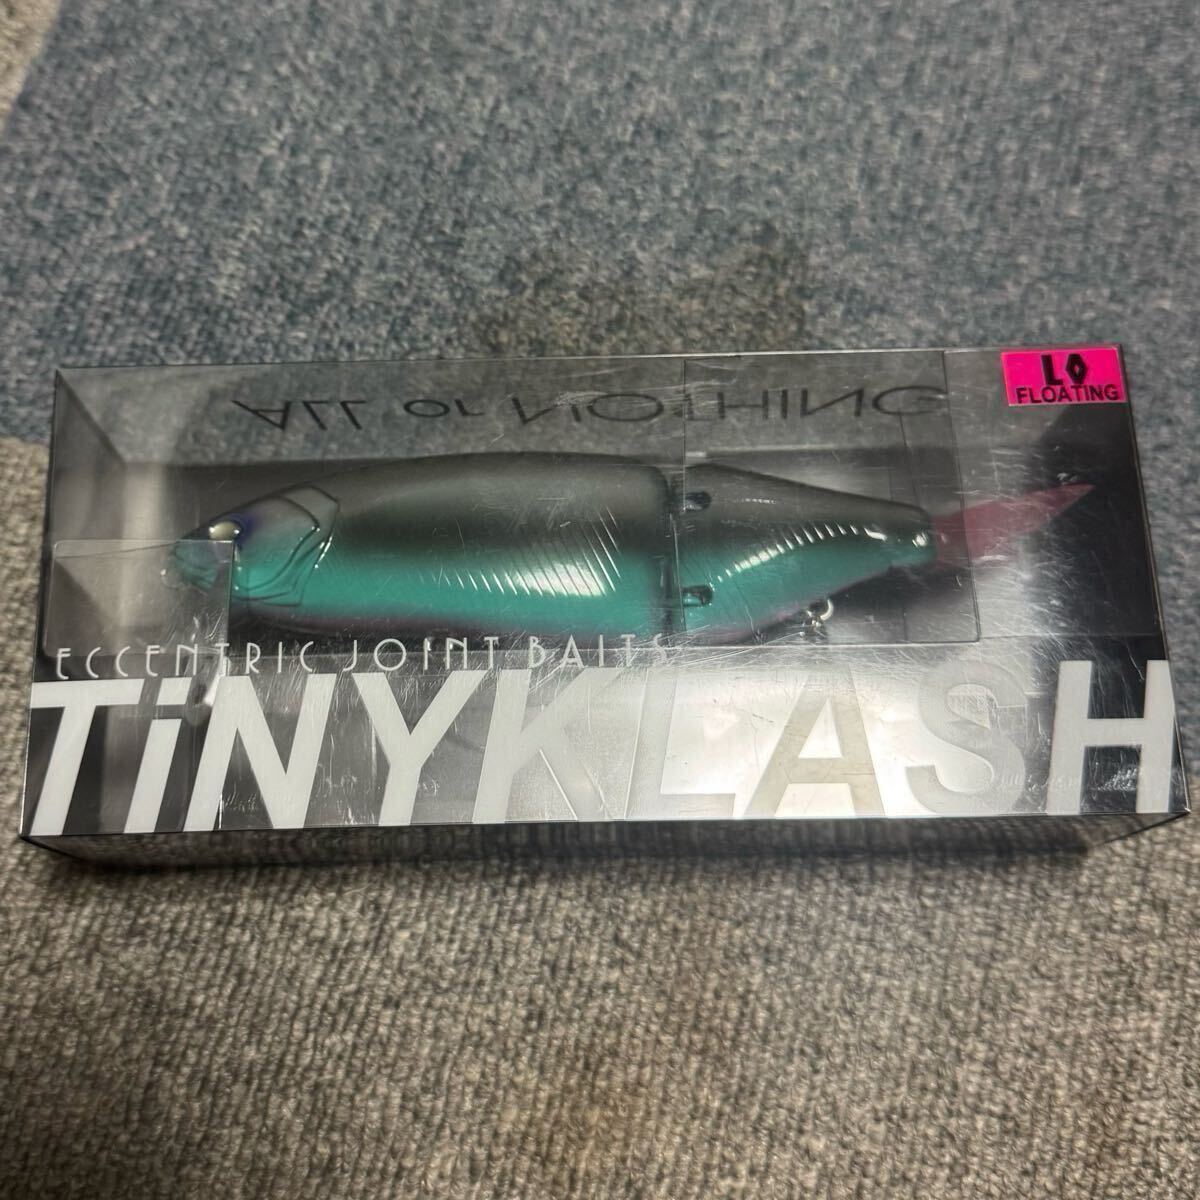 LO
FLOATING
ALL or NOTHING
ECCENTRIC JOINT BAITS
TiNYKLASH